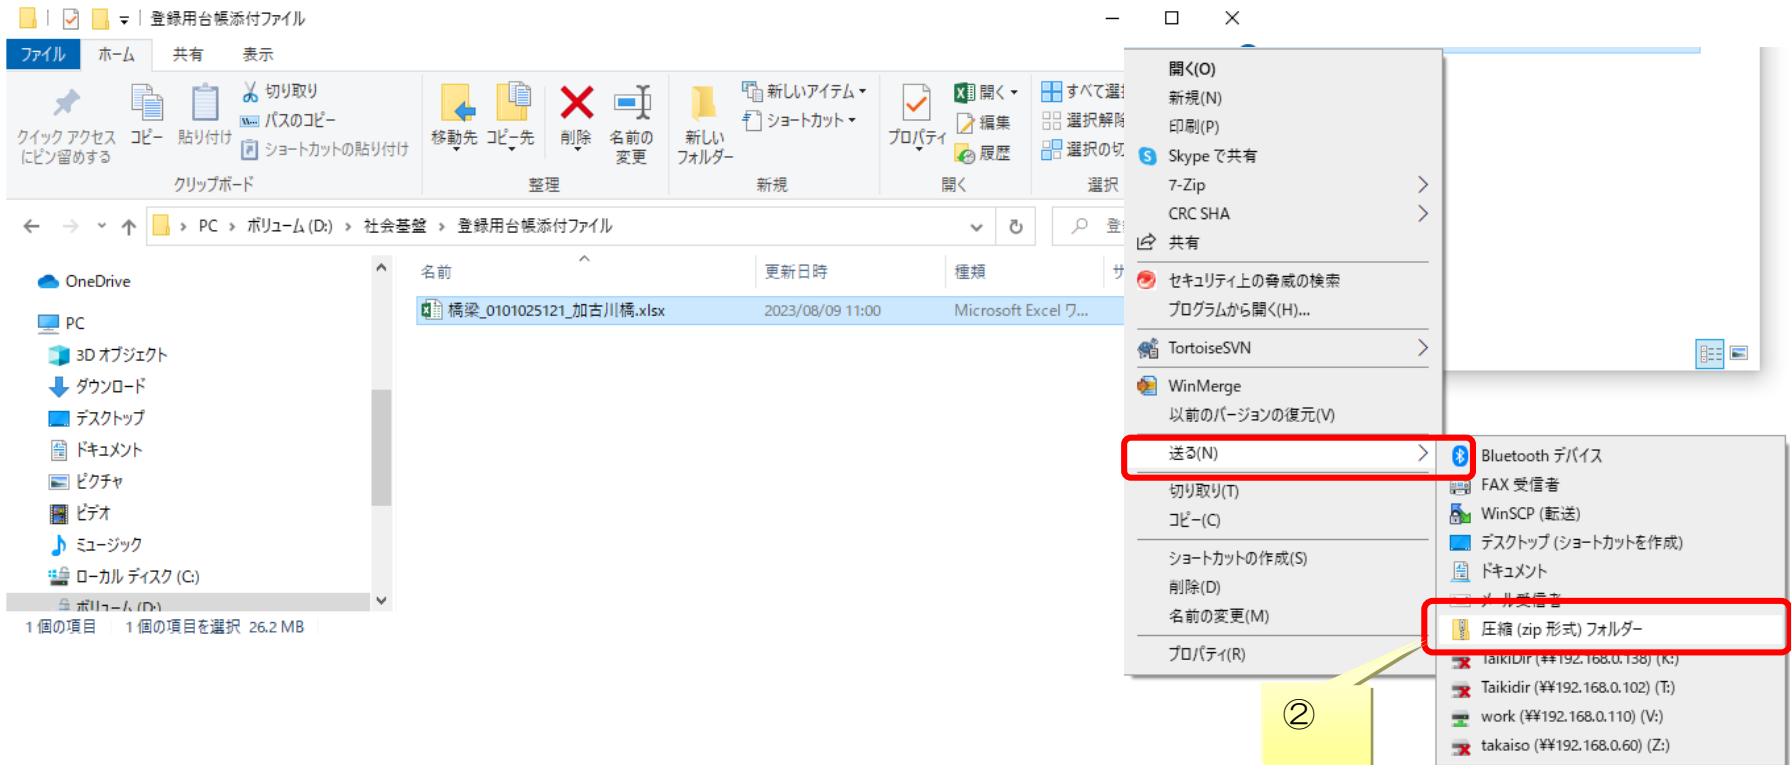 登録用台帳添付ファイル
ファイル ホーム 共有 表示
クイック アクセス
にピン留めする
コピー
貼り付け
切り取り
パスのコピー
ショートカットの貼り付け
クリップボード
移動先
コピー先
削除
名前の
変更
整理
新しい
フォルダー
新しいアイテム
ショートカット
新規
プロパティ
開く
編集
履歴
開く
すべて選
選択解除
選択の切
選択
PC › ボリューム (D:) › 社会基盤 › 登録用台帳添付ファイル
登
名前 更新日時 種類 サ
橋梁_0101025121_加古川橋.xlsx 2023/08/09 11:00 Microsoft Excel ワ...
OneDrive
PC
3D オブジェクト
ダウンロード
デスクトップ
ドキュメント
ピクチャ
ビデオ
ミュージック
ローカル ディスク (C:)
ボリューム (D:)
1 個の項目 1 個の項目を選択 26.2 MB
開く(O)
新規(N)
印刷(P)
Skype で共有
7-Zip
CRC SHA
共有
セキュリティ上の脅威の検索
プログラムから開く(H)...
TortoiseSVN
WinMerge
以前のバージョンの復元(V)
送る(N)
切り取り(T)
コピー(C)
ショートカットの作成(S)
削除(D)
名前の変更(M)
プロパティ(R)
Bluetooth デバイス
FAX 受信者
WinSCP (転送)
デスクトップ (ショートカットを作成)
ドキュメント
メール受信者
圧縮 (zip 形式) フォルダー
TaikiDir (¥¥192.168.0.138) (K:)
Taikidir (¥¥192.168.0.102) (T:)
work (¥¥192.168.0.110) (V:)
takaiso (¥¥192.168.0.60) (Z:)
②